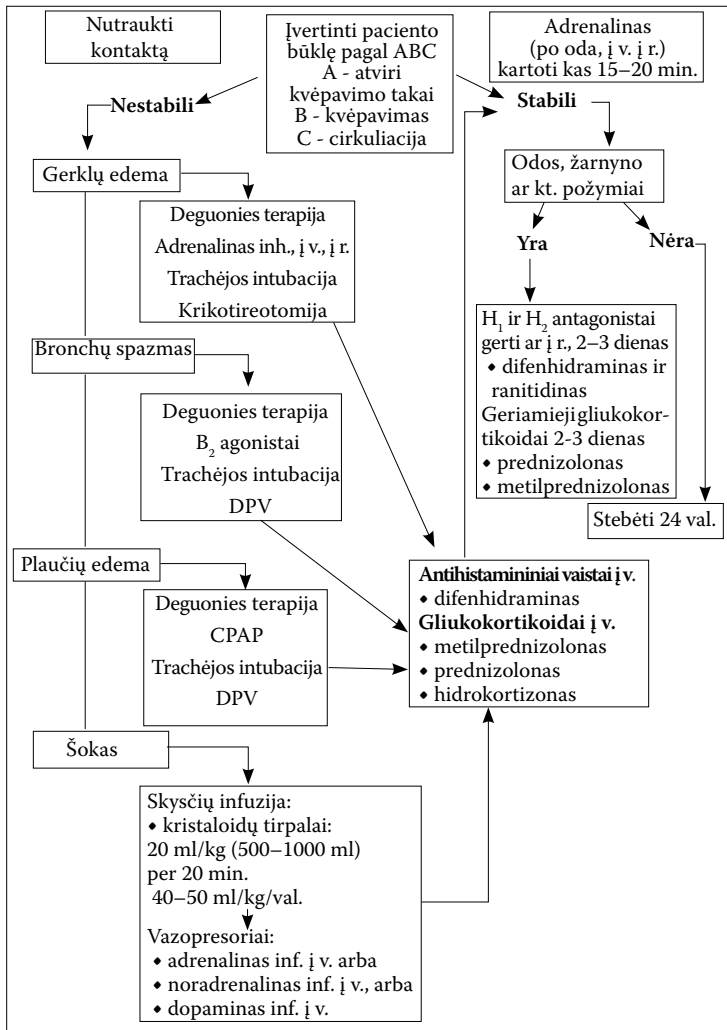 Nutraukti
kontaktą
Įvertinti paciento
būklę pagal ABC
A - atviri
kvėpavimo takai
B - kvėpavimas
C - cirkuliacija
Adrenalinas
(po oda, į v. į r.)
kartoti kas 15–20 min.
Nestabili
Stabili
Gerklų edema
Deguonies terapija
Adrenalinas inh., į v., į r.
Trachėjos intubacija
Krikotireotomija
Odos, žarnyno
ar kt. požymiai
Yra
Nėra
H₁ ir H₂ antagonistai
gerti ar į r., 2–3 dienas
• difenhidraminas ir
ranitidinas
Geriamieji gliukokor-
tikoidai 2-3 dienas
• prednizolonas
• metilprednizolonas
Stebėti 24 val.
Bronchų spazmas
Deguonies terapija
B₂ agonistai
Trachėjos intubacija
DPV
Plaučių edema
Deguonies terapija
CPAP
Trachėjos intubacija
DPV
Antihistamininiai vaistai į v.
• difenhidraminas
Gliukokortikoidai į v.
• metilprednizolonas
• prednizolonas
• hidrokortizonas
Šokas
Skysčių infuzija:
• kristaloidų tirpalai:
20 ml/kg (500–1000 ml)
per 20 min.
40–50 ml/kg/val.
Vazopresoriai:
• adrenalinas inf. į v. arba
• noradrenalinas inf. į v., arba
• dopaminas inf. į v.